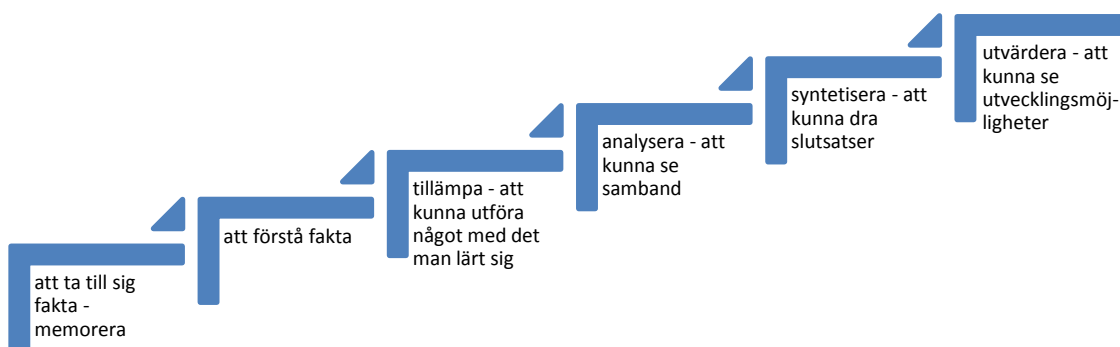 att ta till sig
fakta -
memorera
att förstå fakta
tillämpa - att
kunna utföra
något med det
man lärt sig
analysera - att
kunna se
samband
syntetisera - att
kunna dra
slutsatser
utvärdera - att
kunna se
utvecklingsmöj-
ligheter